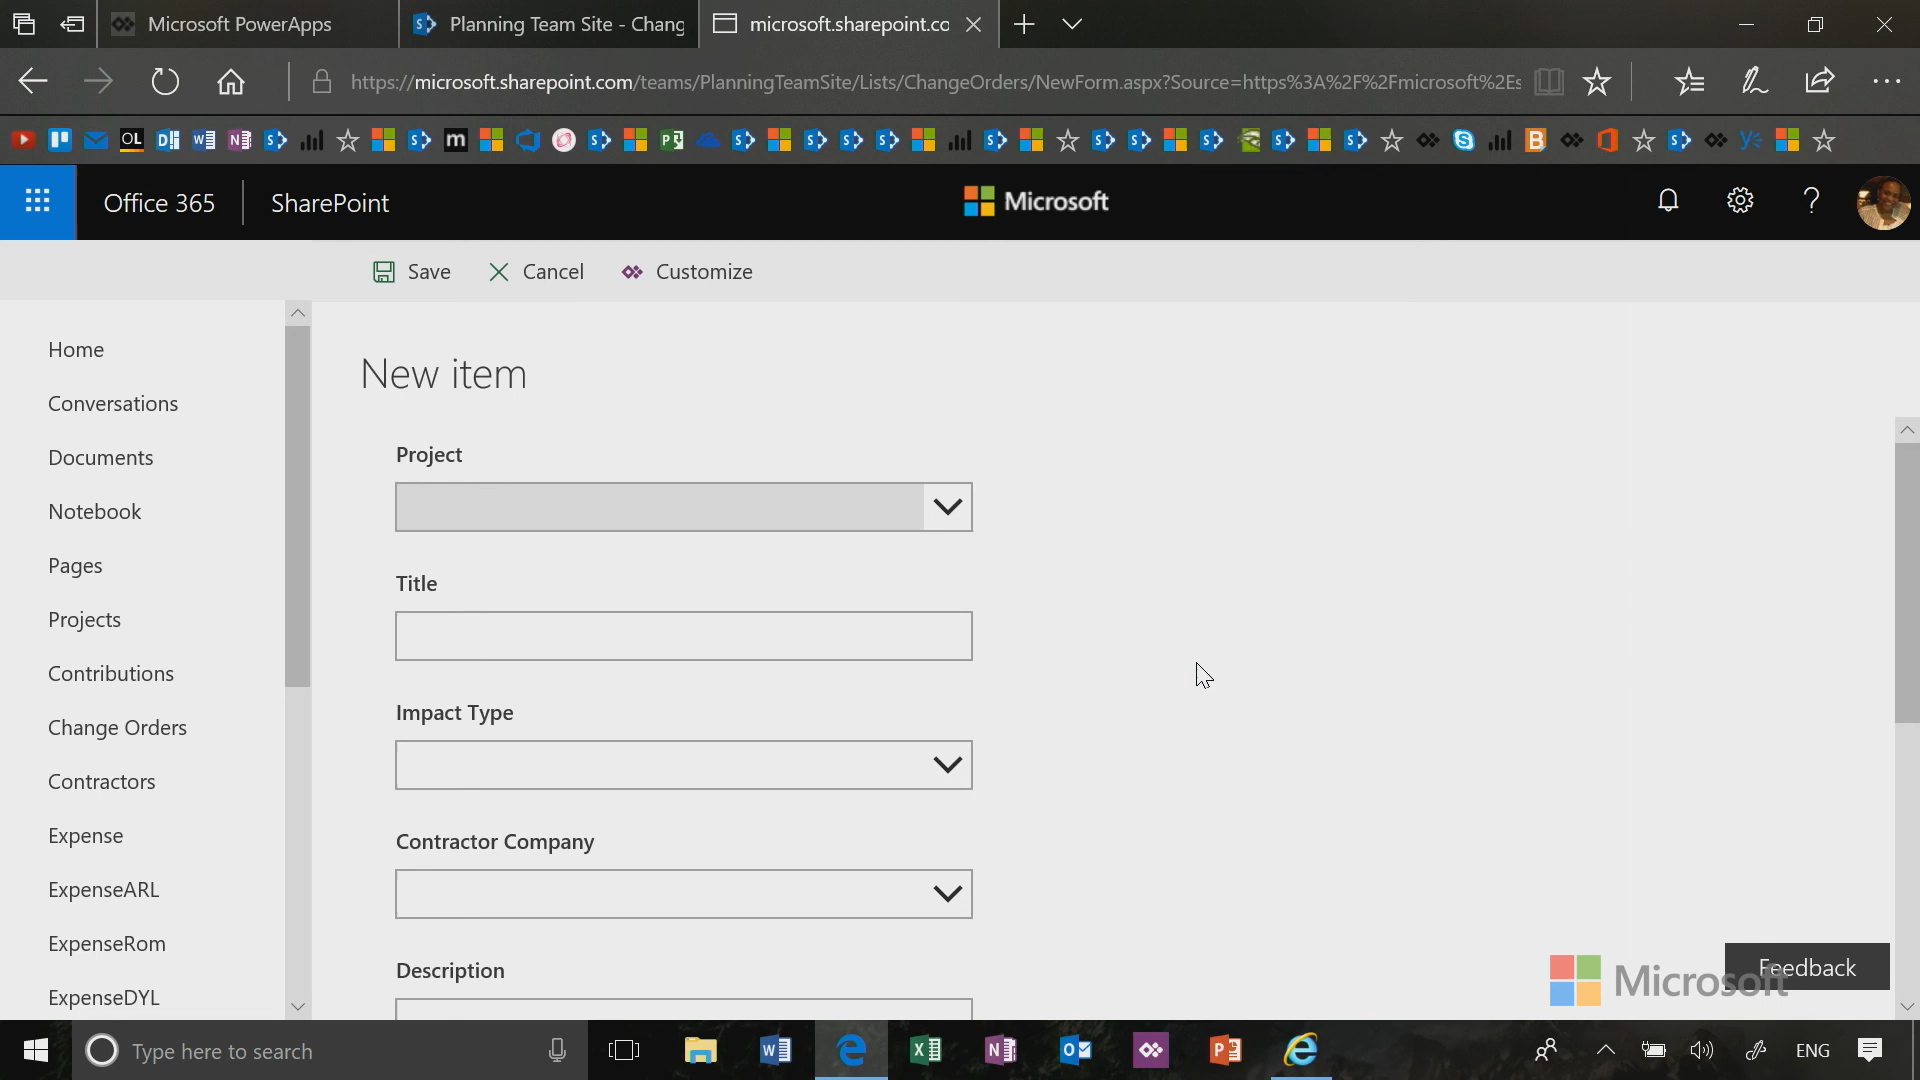 Microsoft PowerApps
Planning Team Site - Chang
microsoft.sharepoint.co
https://microsoft.sharepoint.com/teams/PlanningTeamSite/Lists/ChangeOrders/NewForm.aspx?Source=https%3A%2F%2Fmicrosoft%2Es
OL
m
B
Office 365
SharePoint
Microsoft
?
Save
Cancel
Customize
Home
Conversations
Documents
Notebook
Pages
Projects
Contributions
Change Orders
Contractors
Expense
ExpenseARL
ExpenseRom
ExpenseDYL
New item
Project
Title
Impact Type
Contractor Company
Description
Feedback
Microsoft
Type here to search
ENG